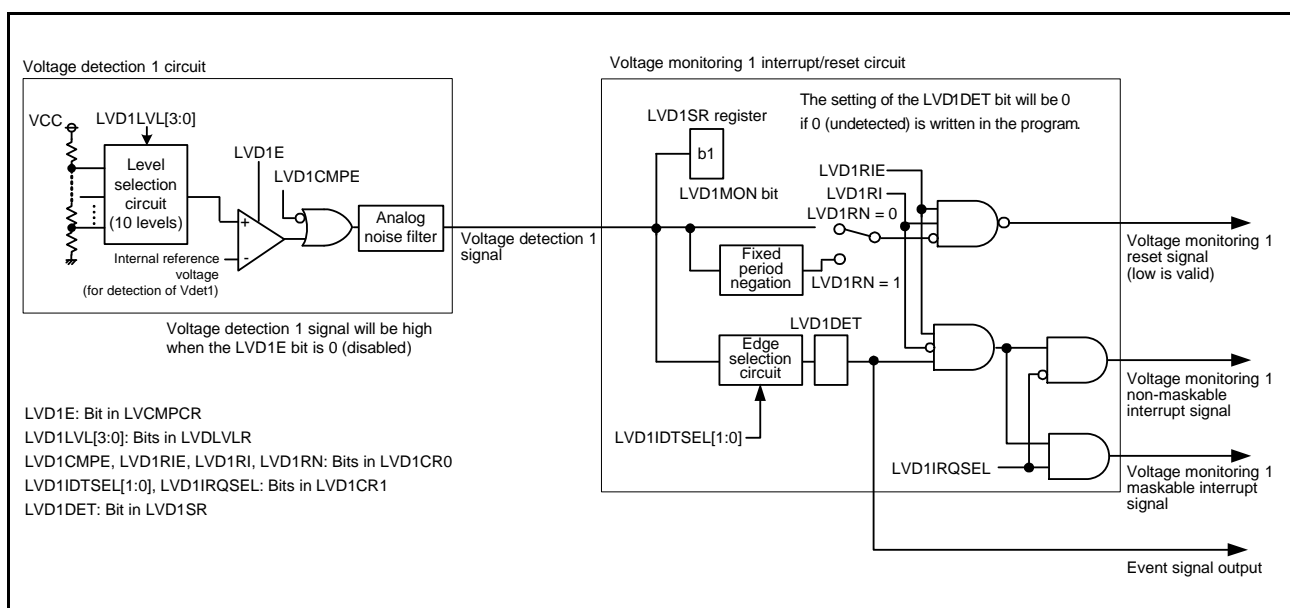 Voltage detection 1 circuit
VCC
LVD1LVL[3:0]
Level
selection
circuit
(10 levels)
LVD1E
LVD1CMPE
+
-
Internal reference
voltage
(for detection of Vdet1)
Analog
noise filter
Voltage detection 1
signal
Voltage detection 1 signal will be high
when the LVD1E bit is 0 (disabled)
Voltage monitoring 1 interrupt/reset circuit
The setting of the LVD1DET bit will be 0
if 0 (undetected) is written in the program.
LVD1SR register
b1
LVD1MON bit
LVD1RIE
LVD1RI
LVD1RN = 0
Fixed
period
negation
LVD1RN = 1
Voltage monitoring 1
reset signal
(low is valid)
LVD1DET
Edge
selection
circuit
LVD1IDTSEL[1:0]
Voltage monitoring 1
non-maskable
interrupt signal
LVD1IRQSEL
Voltage monitoring 1
maskable interrupt
signal
Event signal output
LVD1E: Bit in LVCMPCR
LVD1LVL[3:0]: Bits in LVDLVLR
LVD1CMPE, LVD1RIE, LVD1RI, LVD1RN: Bits in LVD1CR0
LVD1IDTSEL[1:0], LVD1IRQSEL: Bits in LVD1CR1
LVD1DET: Bit in LVD1SR